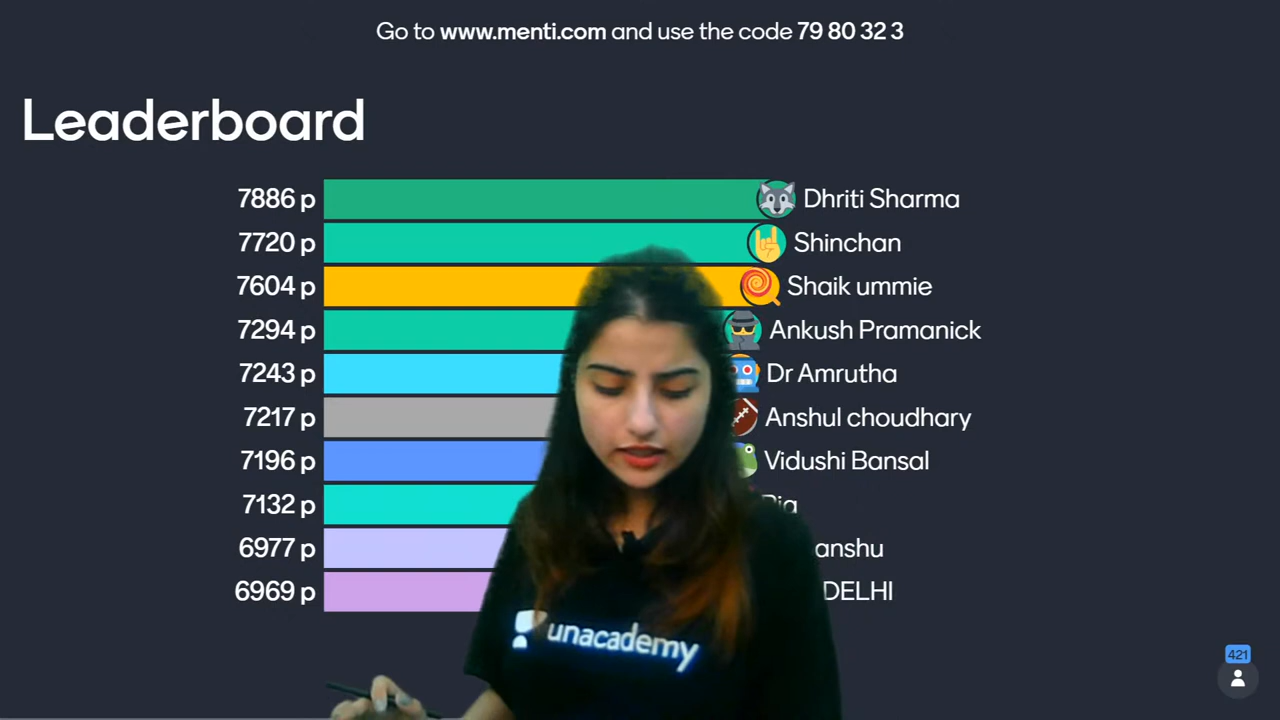 Go to www.menti.com and use the code 79 80 32 3
Leaderboard
7886 p Dhriti Sharma
7720 p Shinchan
7604 p Shaik ummie
7294 p Ankush Pramanick
7243 p Dr Amrutha
7217 p Anshul choudhary
7196 p Vidushi Bansal
7132 p
6977 p
6969 p DELHI
unacademy
421